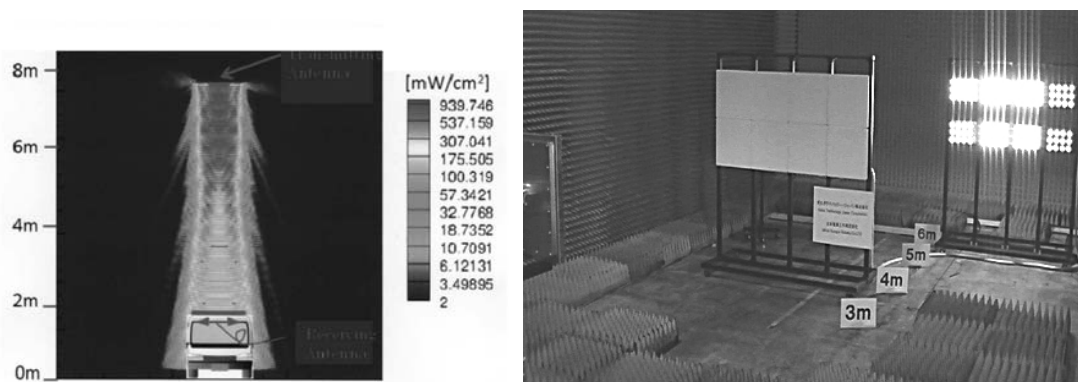 8m
6m
4m
2m
0m
Antenna
Receiving
Antenna
[mW/cm²]
939.746
537.159
307.041
175.505
100.319
57.3421
32.7768
18.7352
10.7091
6.12131
3.49895
2
6m
5m
4m
3m